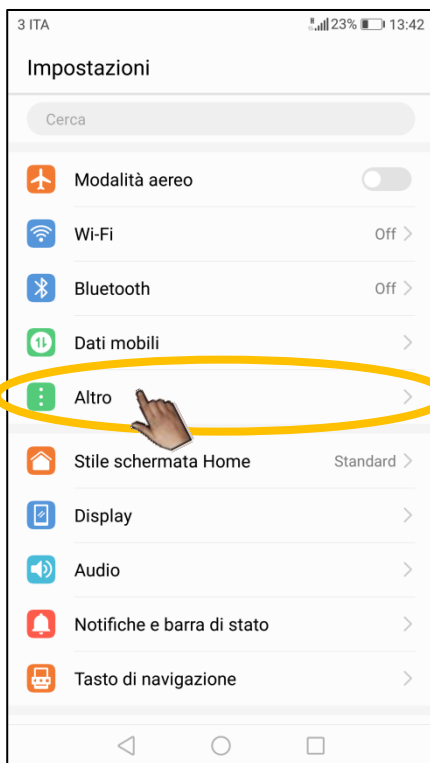 3 ITA 23% 13:42
Impostazioni
Cerca
Modalità aereo
Wi-Fi Off
Bluetooth Off
Dati mobili
Altro
Stile schermata Home Standard
Display
Audio
Notifiche e barra di stato
Tasto di navigazione